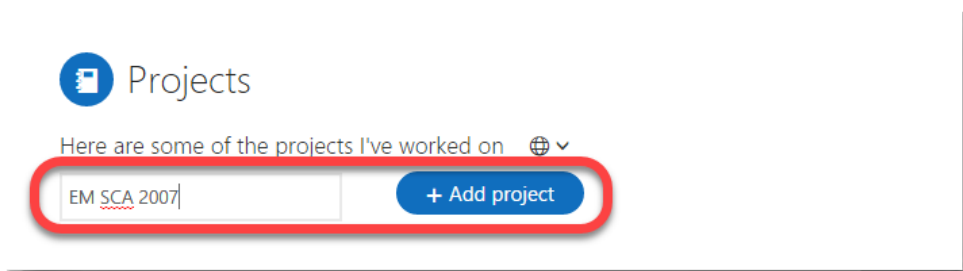 Projects
Here are some of the projects I've worked on
EM SCA 2007
+ Add project